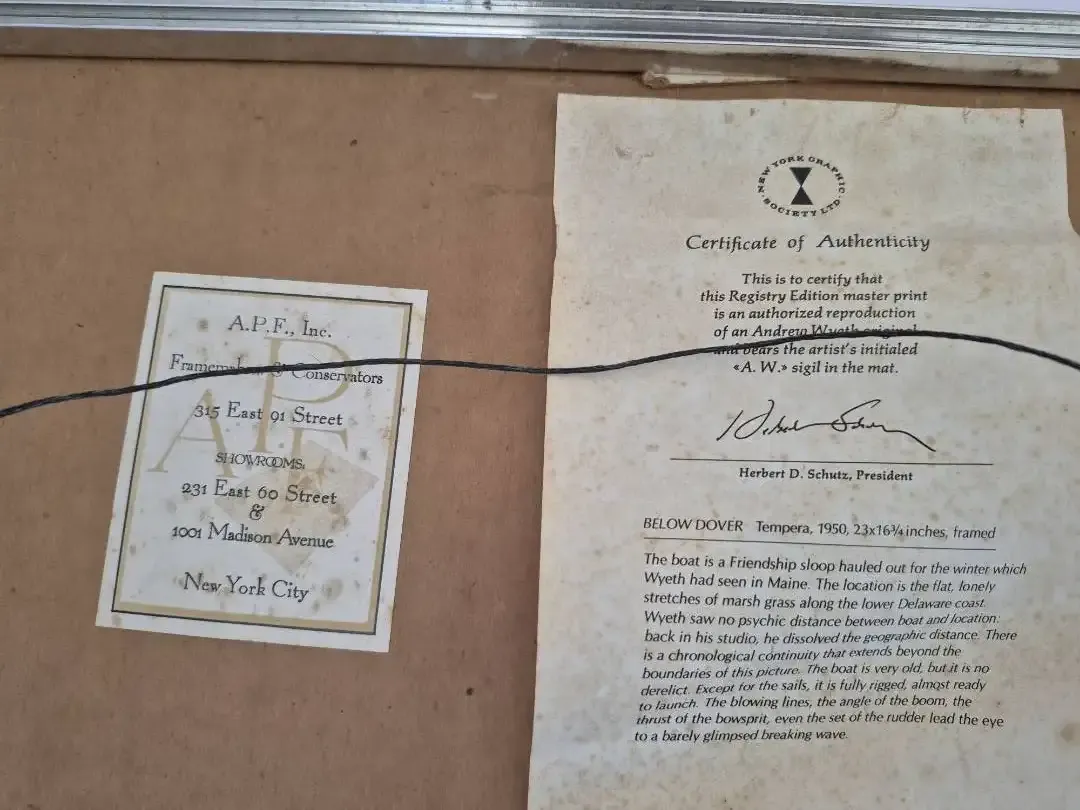 A.P.F., Inc.
Framemakers & Conservators
315 East 91 Street
SHOWROOMS:
231 East 60 Street
&
1001 Madison Avenue
New York City
APF
NEW YORK GRAPHIC SOCIETY LTD.
Certificate of Authenticity
This is to certify that
this Registry Edition master print
is an authorized reproduction
of an Andrew Wyeth original
and bears the artist's initialed
«A. W.» sigil in the mat.
Herbert D. Schutz, President
BELOW DOVER Tempera, 1950, 23x16¾ inches, framed
The boat is a Friendship sloop hauled out for the winter which
Wyeth had seen in Maine. The location is the flat, lonely
stretches of marsh grass along the lower Delaware coast.
Wyeth saw no psychic distance between boat and location:
back in his studio, he dissolved the geographic distance. There
is a chronological continuity that extends beyond the
boundaries of this picture. The boat is very old, but it is no
derelict. Except for the sails, it is fully rigged, almost ready
to launch. The blowing lines, the angle of the boom, the
thrust of the bowsprit, even the set of the rudder lead the eye
to a barely glimpsed breaking wave.